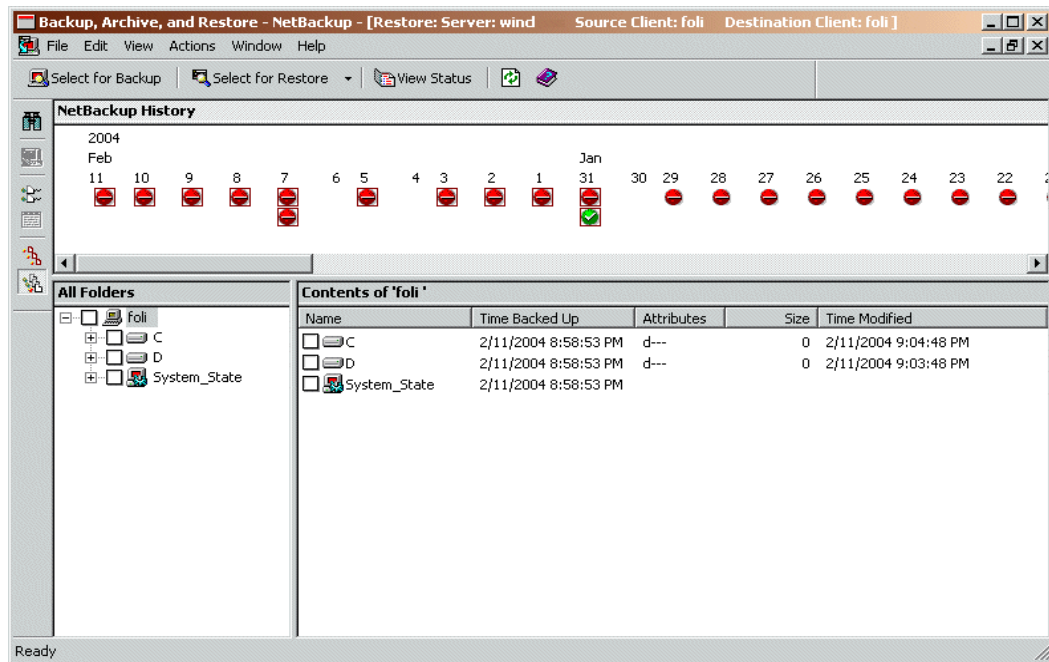 Backup, Archive, and Restore - NetBackup - [Restore: Server: wind Source Client: foli Destination Client: foli ]
File Edit View Actions Window Help
Select for Backup Select for Restore View Status
NetBackup History
2004
Feb Jan
11 10 9 8 7 6 5 4 3 2 1 31 30 29 28 27 26 25 24 23 22
All Folders Contents of 'foli '
foli
C
D
System_State
Name Time Backed Up Attributes Size Time Modified
C 2/11/2004 8:58:53 PM d--- 0 2/11/2004 9:04:48 PM
D 2/11/2004 8:58:53 PM d--- 0 2/11/2004 9:03:48 PM
System_State 2/11/2004 8:58:53 PM
Ready